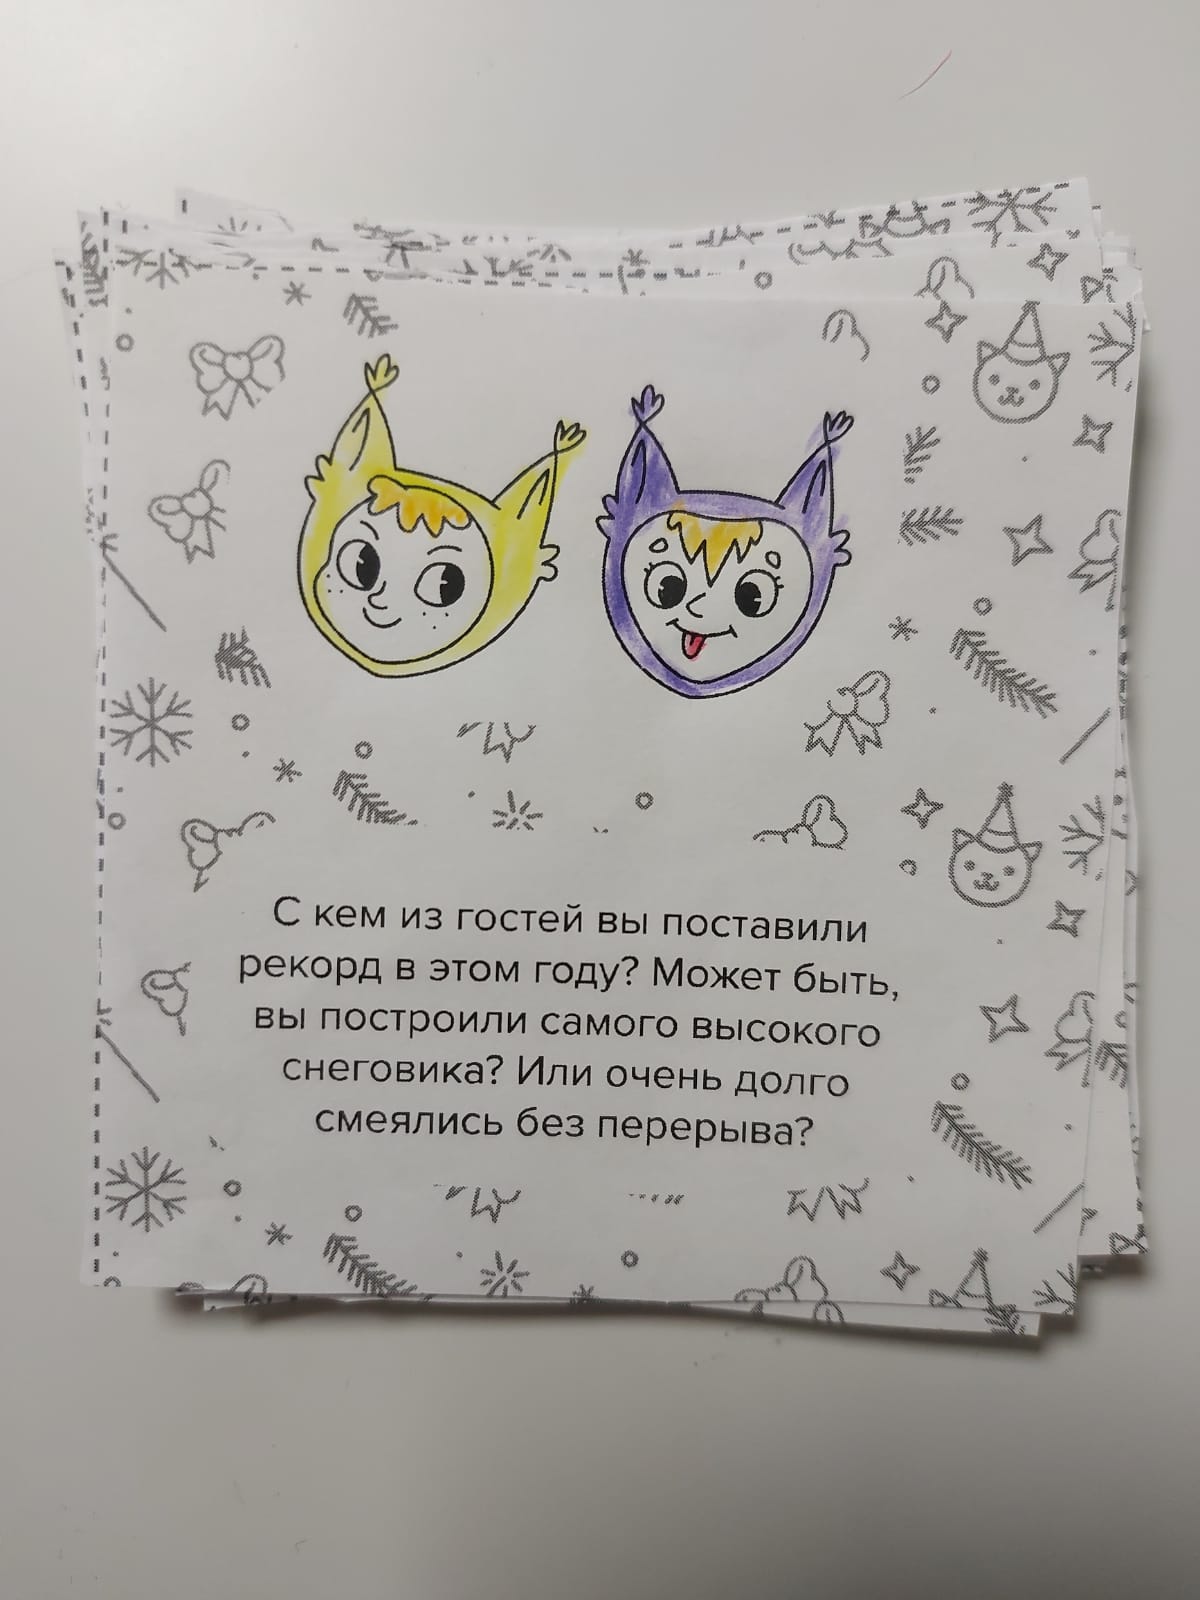 С кем из гостей вы поставили
рекорд в этом году? Может быть,
вы построили самого высокого
снеговика? Или очень долго
смеялись без перерыва?